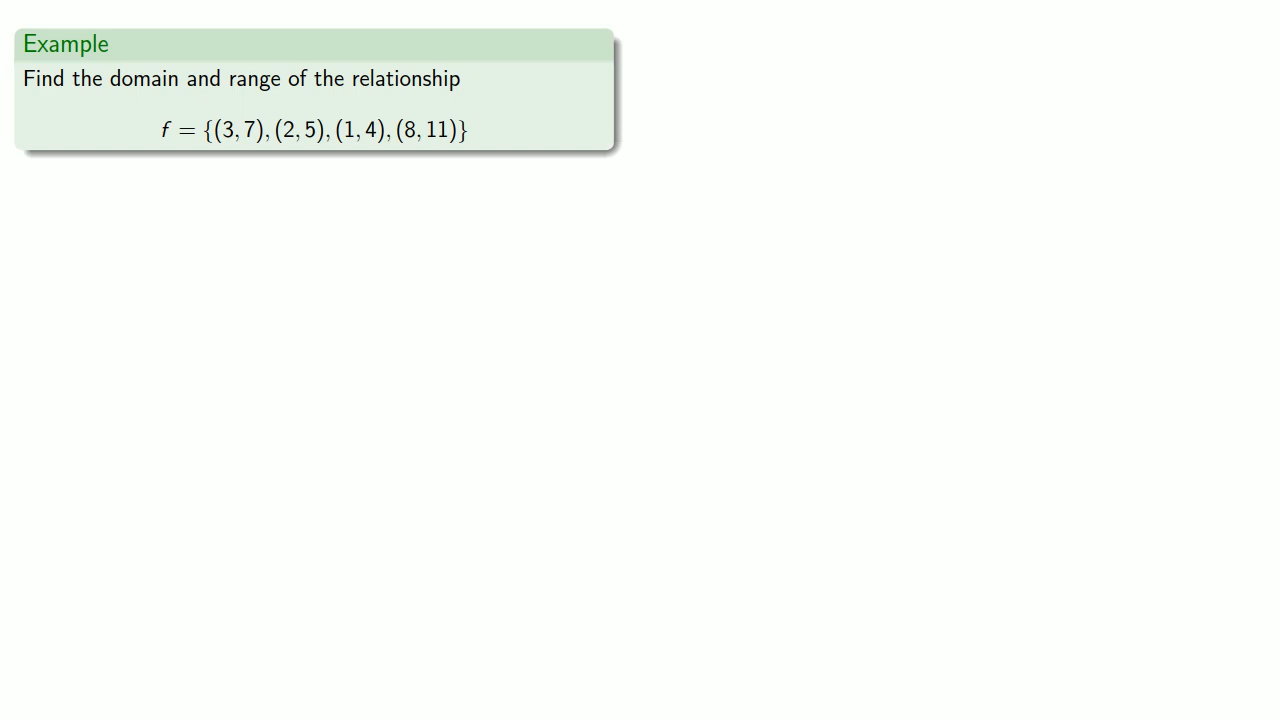 Example
Find the domain and range of the relationship
f = {(3, 7), (2, 5), (1, 4), (8, 11)}